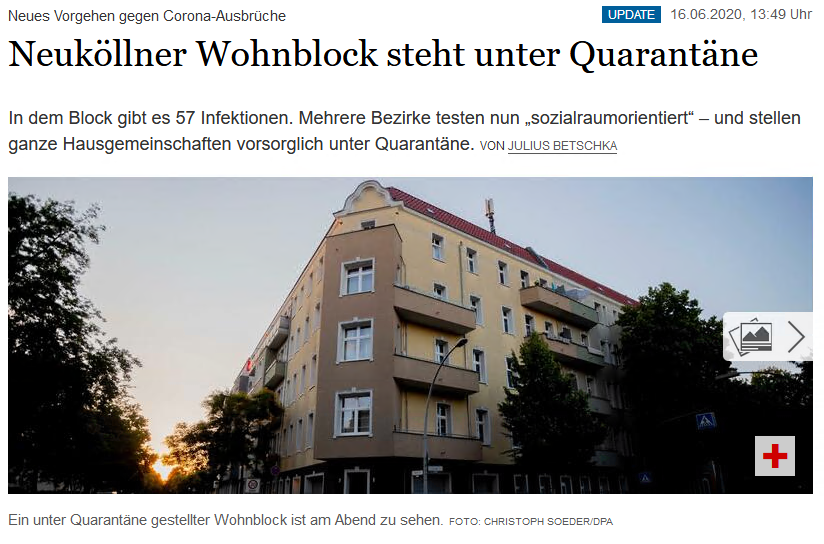 Neues Vorgehen gegen Corona-Ausbrüche
UPDATE 16.06.2020, 13:49 Uhr
Neuköllner Wohnblock steht unter Quarantäne
In dem Block gibt es 57 Infektionen. Mehrere Bezirke testen nun „sozialraumorientiert“ – und stellen
ganze Hausgemeinschaften vorsorglich unter Quarantäne. VON JULIUS BETSCHKA
Ein unter Quarantäne gestellter Wohnblock ist am Abend zu sehen. FOTO: CHRISTOPH SOEDER/DPA